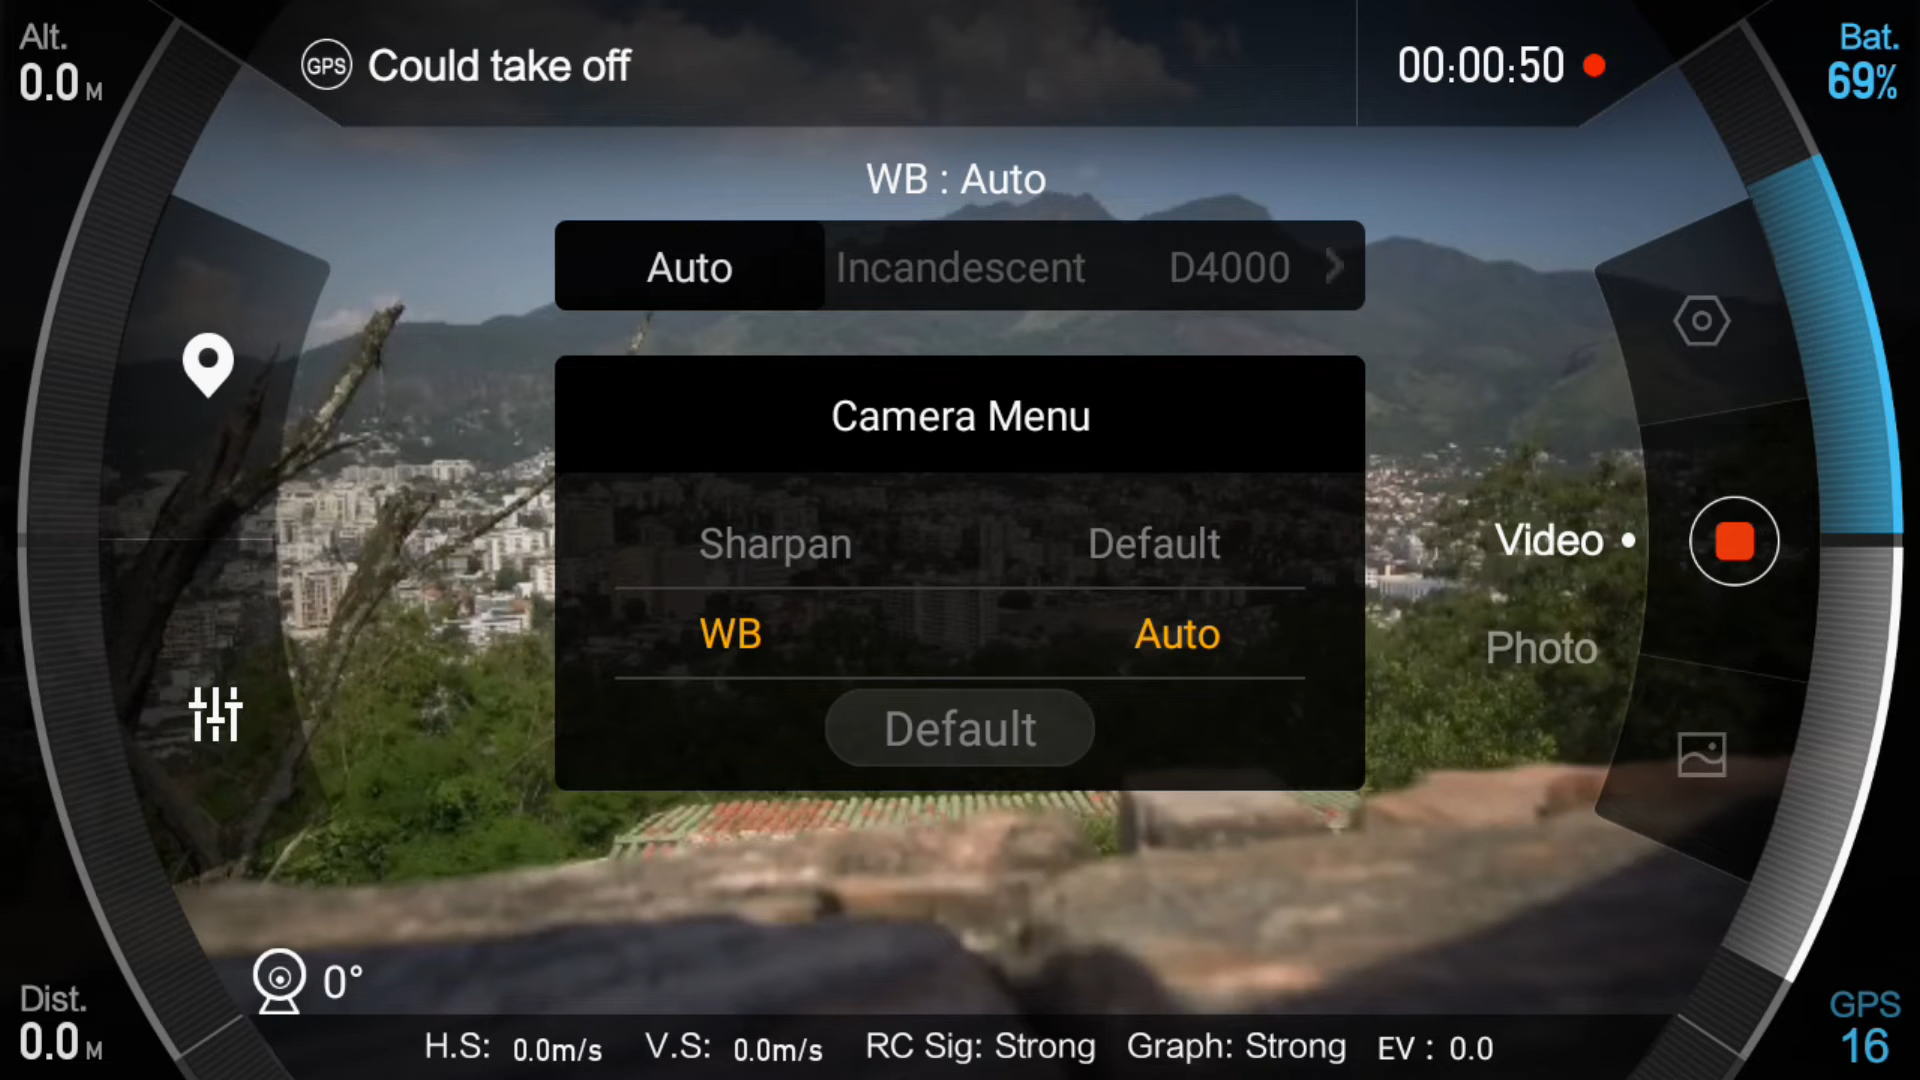 Alt.
0.0 M
GPS Could take off
00:00:50
Bat.
69%
WB : Auto
Auto Incandescent D4000
Camera Menu
Sharpan Default
WB Auto
Default
Video
Photo
0°
Dist.
0.0 M
H.S: 0.0m/s V.S: 0.0m/s RC Sig: Strong Graph: Strong EV : 0.0
GPS
16